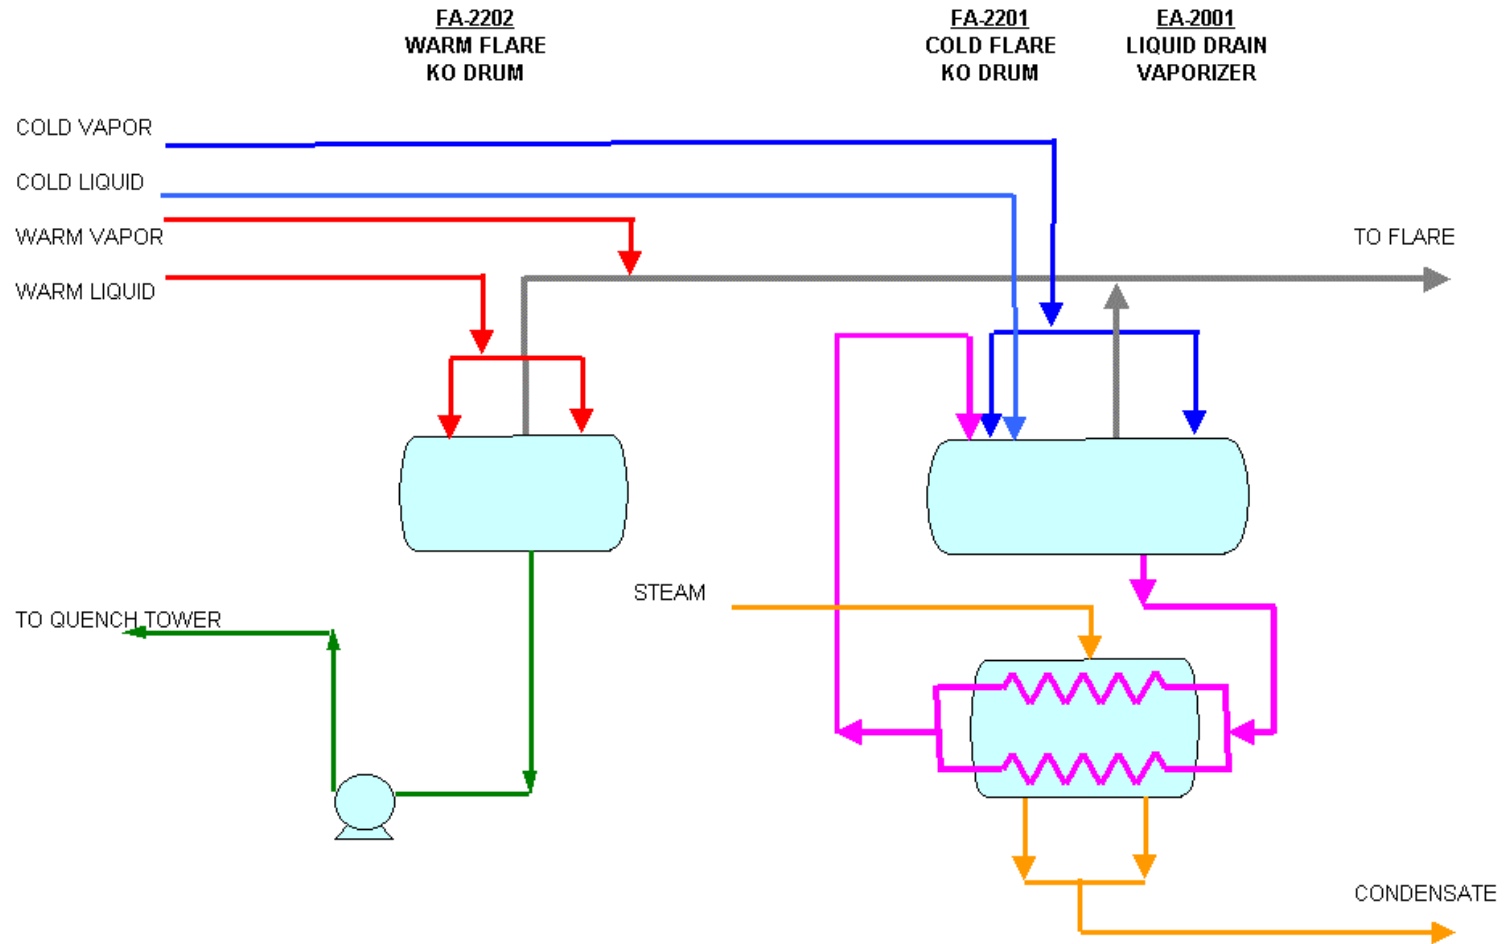 FA-2202
WARM FLARE
KO DRUM
FA-2201
COLD FLARE
KO DRUM
EA-2001
LIQUID DRAIN
VAPORIZER
COLD VAPOR
COLD LIQUID
WARM VAPOR
WARM LIQUID
TO FLARE
STEAM
TO QUENCH TOWER
CONDENSATE